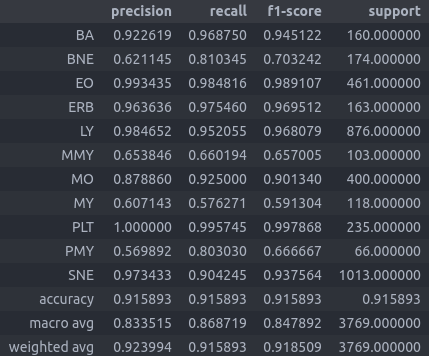 precision recall f1-score support
BA 0.922619 0.968750 0.945122 160.000000
BNE 0.621145 0.810345 0.703242 174.000000
EO 0.993435 0.984816 0.989107 461.000000
ERB 0.963636 0.975460 0.969512 163.000000
LY 0.984652 0.952055 0.968079 876.000000
MMY 0.653846 0.660194 0.657005 103.000000
MO 0.878860 0.925000 0.901340 400.000000
MY 0.607143 0.576271 0.591304 118.000000
PLT 1.000000 0.995745 0.997868 235.000000
PMY 0.569892 0.803030 0.666667 66.000000
SNE 0.973433 0.904245 0.937564 1013.000000
accuracy 0.915893 0.915893 0.915893 0.915893
macro avg 0.833515 0.868719 0.847892 3769.000000
weighted avg 0.923994 0.915893 0.918509 3769.000000